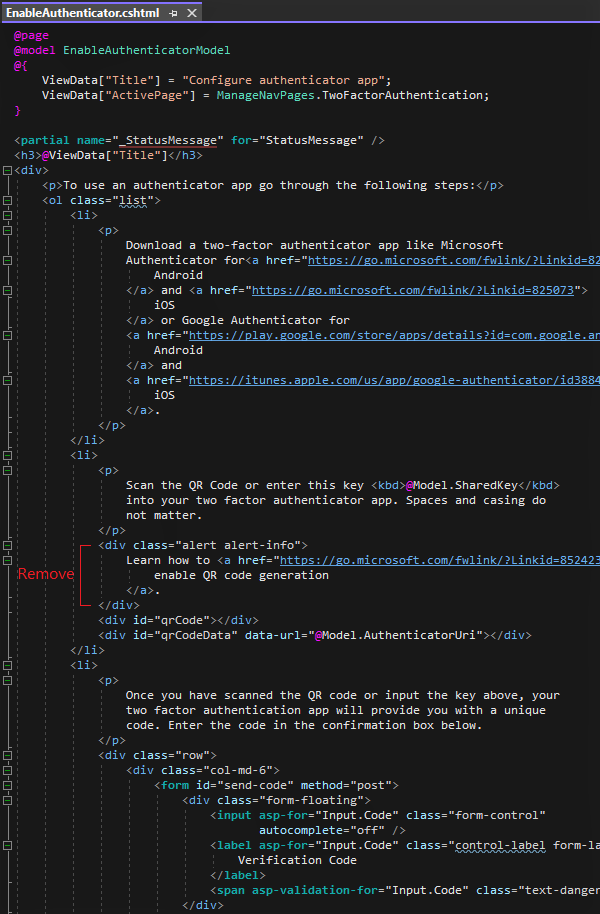 EnableAuthenticator.cshtml
@page
@model EnableAuthenticatorModel
@{
ViewData["Title"] = "Configure authenticator app";
ViewData["ActivePage"] = ManageNavPages.TwoFactorAuthentication;
}
<partial name="_StatusMessage" for="StatusMessage" />
<h3>@ViewData["Title"]</h3>
<div>
<p>To use an authenticator app go through the following steps:</p>
<ol class="list">
<li>
<p>
Download a two-factor authenticator app like Microsoft
Authenticator for<a href="https://go.microsoft.com/fwlink/?Linkid=82
Android
</a> and <a href="https://go.microsoft.com/fwlink/?Linkid=825073">
iOS
</a> or Google Authenticator for
<a href="https://play.google.com/store/apps/details?id=com.google.an
Android
</a> and
<a href="https://itunes.apple.com/us/app/google-authenticator/id3884
iOS
</a>.
</p>
</li>
<li>
<p>
Scan the QR Code or enter this key <kbd>@Model.SharedKey</kbd>
into your two factor authenticator app. Spaces and casing do
not matter.
</p>
<div class="alert alert-info">
Learn how to <a href="https://go.microsoft.com/fwlink/?Linkid=852423
Remove
enable QR code generation
</a>.
</div>
<div id="qrCode"></div>
<div id="qrCodeData" data-url="@Model.AuthenticatorUri"></div>
</li>
<li>
<p>
Once you have scanned the QR code or input the key above, your
two factor authentication app will provide you with a unique
code. Enter the code in the confirmation box below.
</p>
<div class="row">
<div class="col-md-6">
<form id="send-code" method="post">
<div class="form-floating">
<input asp-for="Input.Code" class="form-control"
autocomplete="off" />
<label asp-for="Input.Code" class="control-label form-la
Verification Code
</label>
<span asp-validation-for="Input.Code" class="text-danger
</div>